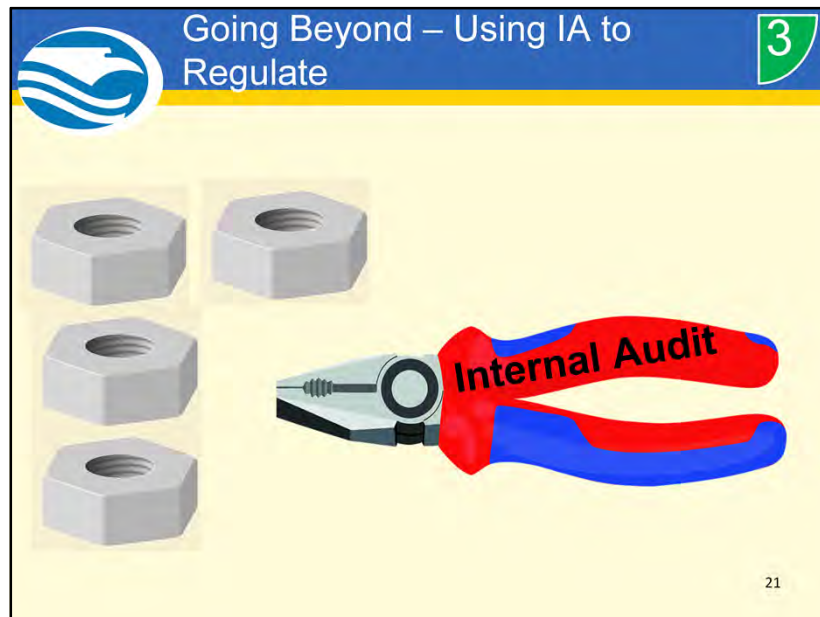 Going Beyond – Using IA to
Regulate
3
Internal Audit
21